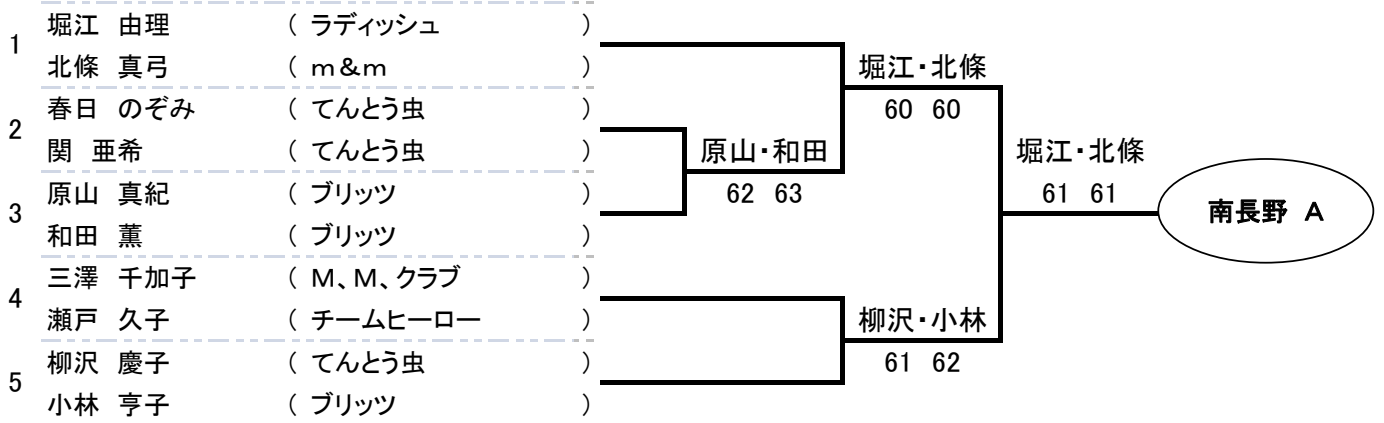 1
堀江 由理 ( ラディッシュ )
北條 真弓 ( m&m )
2
春日 のぞみ ( てんとう虫 )
関 亜希 ( てんとう虫 )
3
原山 真紀 ( ブリッツ )
和田 薫 ( ブリッツ )
4
三澤 千加子 ( M、M、クラブ )
瀬戸 久子 ( チームヒーロー )
5
柳沢 慶子 ( てんとう虫 )
小林 亨子 ( ブリッツ )
原山・和田
62 63
堀江・北條
60 60
柳沢・小林
61 62
堀江・北條
61 61
南長野 A